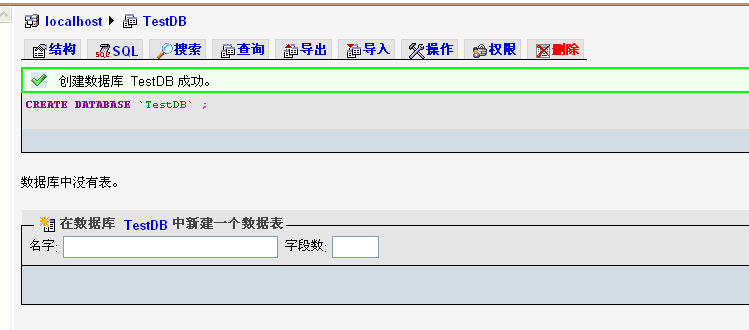 localhost TestDB
结构 SQL 搜索 查询 导出 导入 操作 权限 删除
创建数据库 TestDB 成功。
CREATE DATABASE `TestDB` ;
数据库中没有表。
在数据库 TestDB 中新建一个数据表
名字: 字段数: